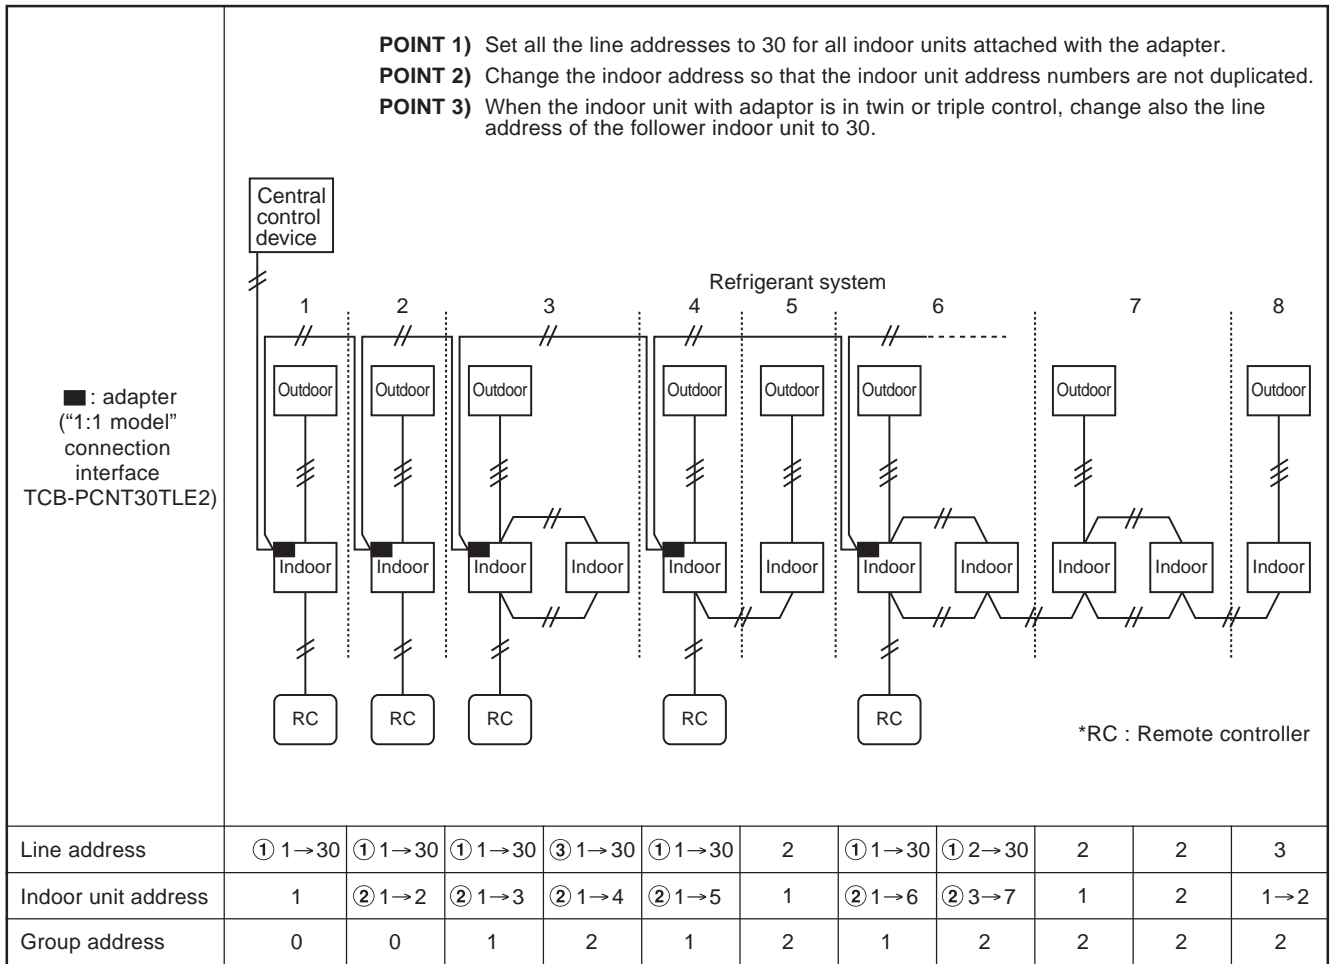 POINT 1) Set all the line addresses to 30 for all indoor units attached with the adapter.
POINT 2) Change the indoor address so that the indoor unit address numbers are not duplicated.
POINT 3) When the indoor unit with adaptor is in twin or triple control, change also the line
address of the follower indoor unit to 30.
Central
control
device
Refrigerant system
1 2 3 4 5 6 7 8
■ : adapter
(“1:1 model”
connection
interface
TCB-PCNT30TLE2)
Outdoor Outdoor Outdoor Outdoor Outdoor Outdoor Outdoor Outdoor
Indoor Indoor Indoor Indoor Indoor Indoor Indoor Indoor Indoor Indoor Indoor
RC RC RC RC RC
*RC : Remote controller
Line address ① 1→30 ① 1→30 ① 1→30 ③ 1→30 ① 1→30 2 ① 1→30 ① 2→30 2 2 3
Indoor unit address 1 ② 1→2 ② 1→3 ② 1→4 ② 1→5 1 ② 1→6 ② 3→7 1 2 1→2
Group address 0 0 1 2 1 2 1 2 2 2 2